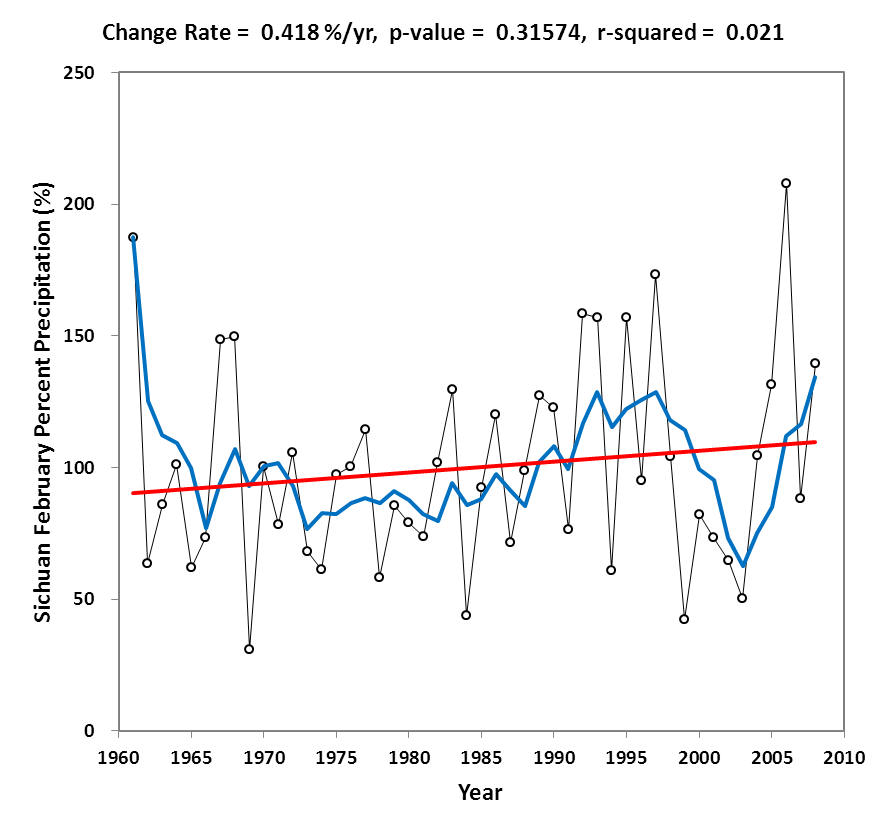 Change Rate = 0.418 %/yr, p-value = 0.31574, r-squared = 0.021
250
200
150
100
50
0
Sichuan February Percent Precipitation (%)
1960 1965 1970 1975 1980 1985 1990 1995 2000 2005 2010
Year